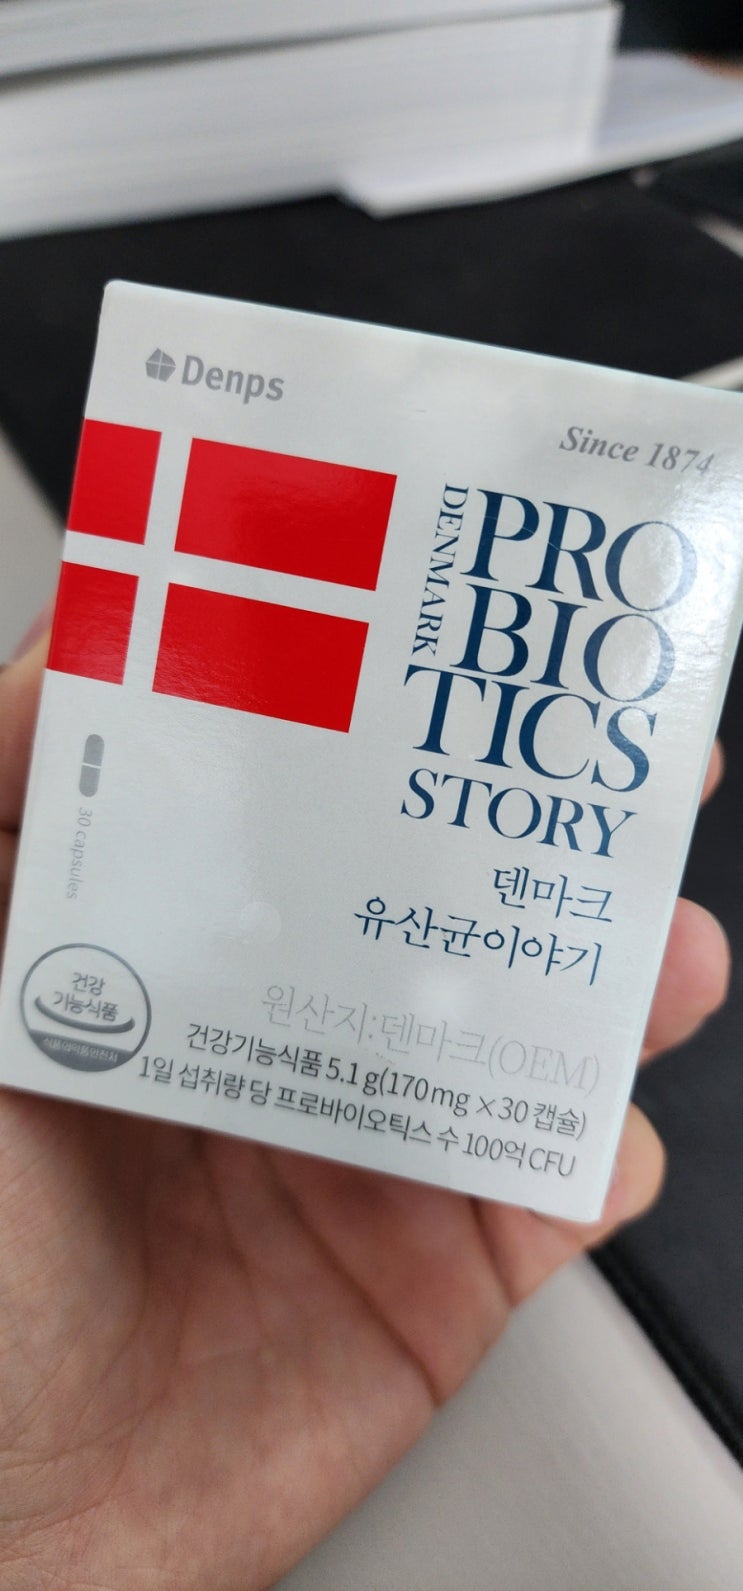 Denps
Since 1874
DENMARK
PRO
BIO
TICS
STORY
덴마크
유산균이야기
30 capsules
건강
기능식품
식품의약품안전처
원산지:덴마크(OEM)
건강기능식품 5.1 g(170 mg ×30 캡슐)
1일 섭취량 당 프로바이오틱스 수 100억 CFU